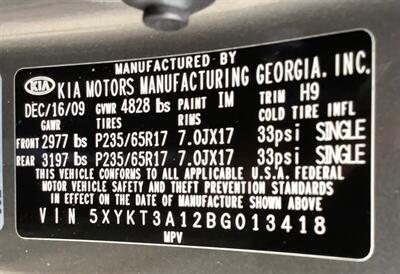 MANUFACTURED BY
KIA KIA MOTORS MANUFACTURING GEORGIA. INC.
DEC/16/09 GVWR 4828 lbs PAINT IM TRIM H9
GAWR TIRES RIMS COLD TIRE INFL
FRONT 2977 lbs P235/65R17 7.0JX17 33psi SINGLE
REAR 3197 lbs P235/65R17 7.0JX17 33psi SINGLE
THIS VEHICLE CONFORMS TO ALL APPLICABLE U.S.A. FEDERAL
MOTOR VEHICLE SAFETY AND THEFT PREVENTION STANDARDS
IN EFFECT ON THE DATE OF MANUFACTURE SHOWN ABOVE
VIN 5XYKT3A12BG013418
MPV